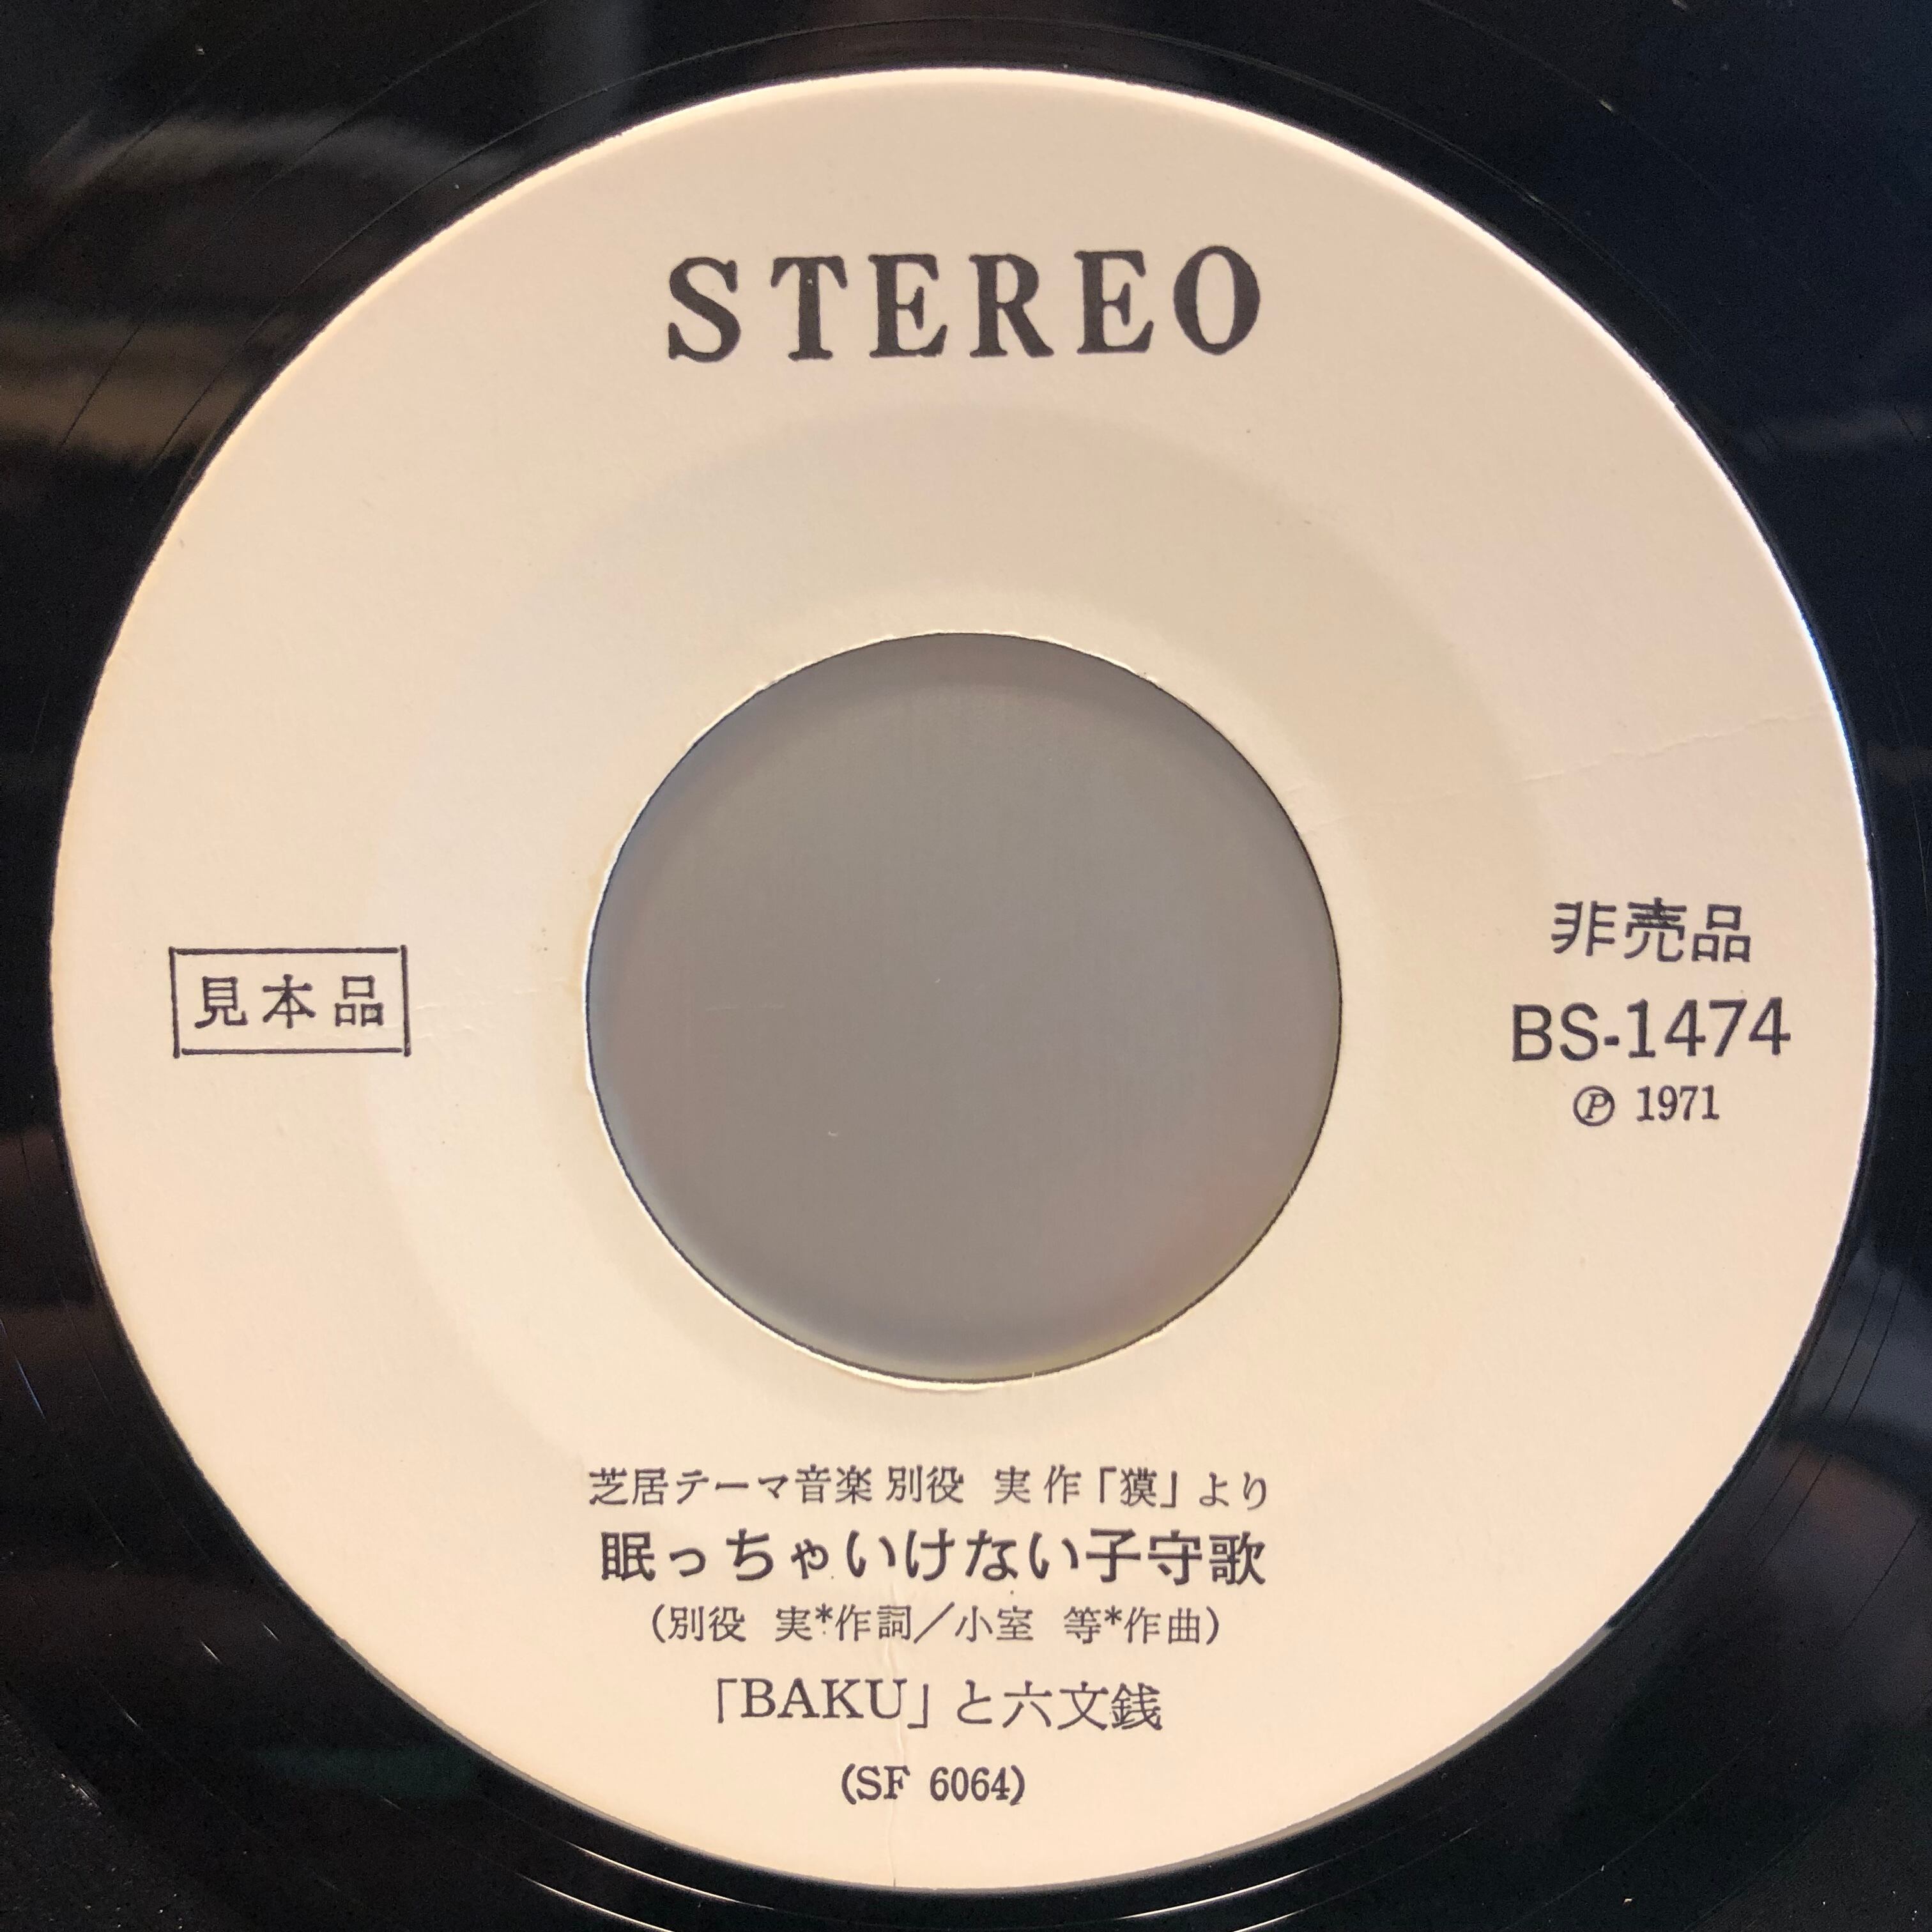 STEREO
見本品
非売品
BS-1474
Ⓟ 1971
芝居テーマ音楽 別役 実 作「獏」より
眠っちゃいけない子守歌
(別役 実*作詞／小室 等*作曲)
「BAKU」と六文銭
(SF 6064)